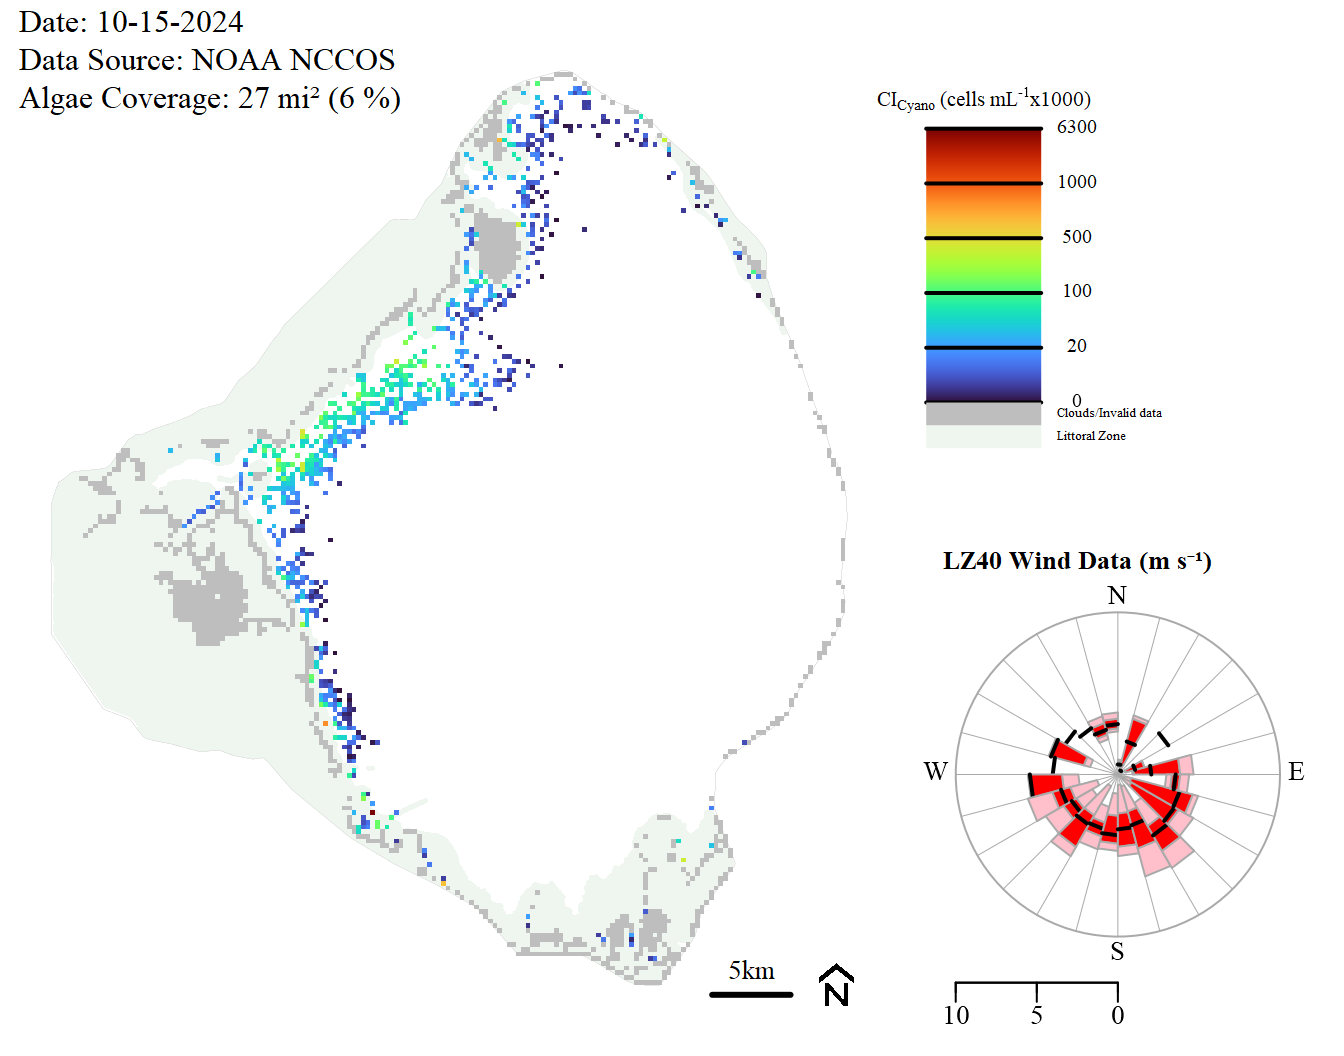 Date: 10-15-2024
Data Source: NOAA NCCOS
Algae Coverage: 27 mi² (6 %)
CICyano (cells mL-1x1000)
6300
1000
500
100
20
0
Clouds/Invalid data
Littoral Zone
LZ40 Wind Data (m s⁻¹)
N
W
E
S
5km
N
10
5
0